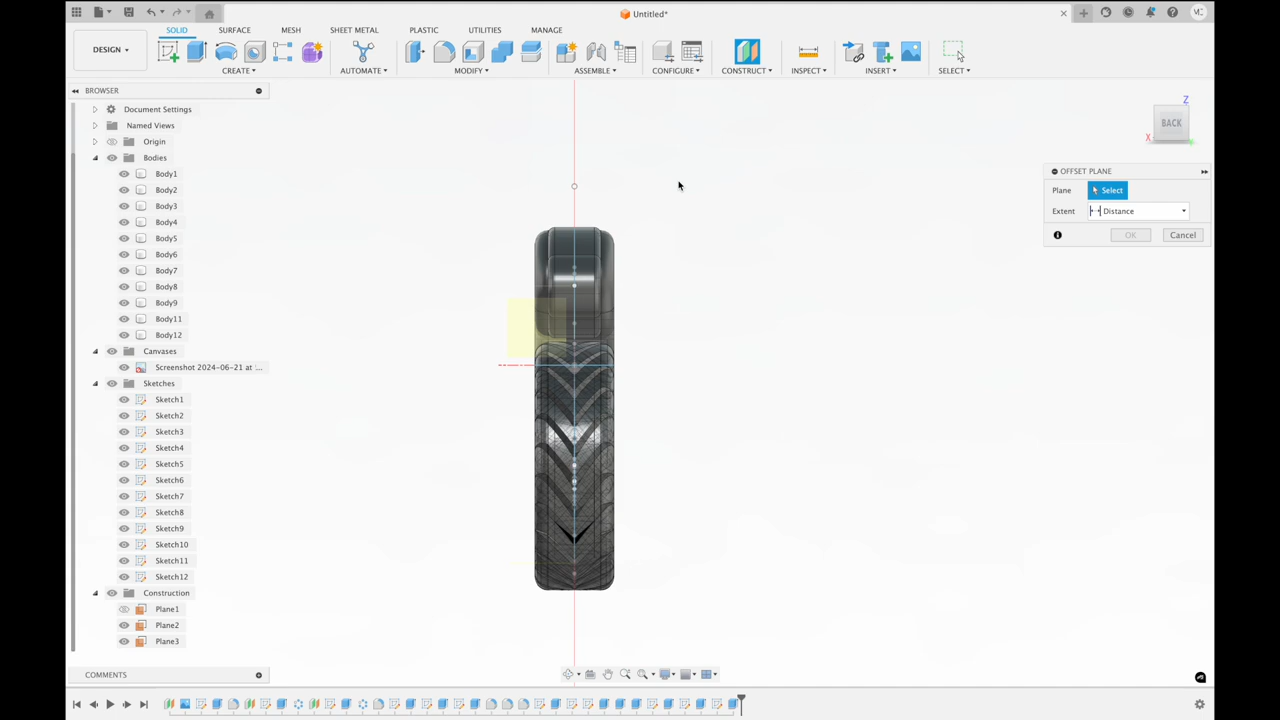 Untitled*
MC
DESIGN
SOLID
SURFACE
MESH
SHEET METAL
PLASTIC
UTILITIES
MANAGE
CREATE
AUTOMATE
MODIFY
ASSEMBLE
CONFIGURE
CONSTRUCT
INSPECT
INSERT
SELECT
BROWSER
Document Settings
Named Views
Origin
Bodies
Body1
Body2
Body3
Body4
Body5
Body6
Body7
Body8
Body9
Body11
Body12
Canvases
Screenshot 2024-06-21 at '...
Sketches
Sketch1
Sketch2
Sketch3
Sketch4
Sketch5
Sketch6
Sketch7
Sketch8
Sketch9
Sketch10
Sketch11
Sketch12
Construction
Plane1
Plane2
Plane3
Z
BACK
X
OFFSET PLANE
Plane Select
Extent Distance
OK Cancel
COMMENTS